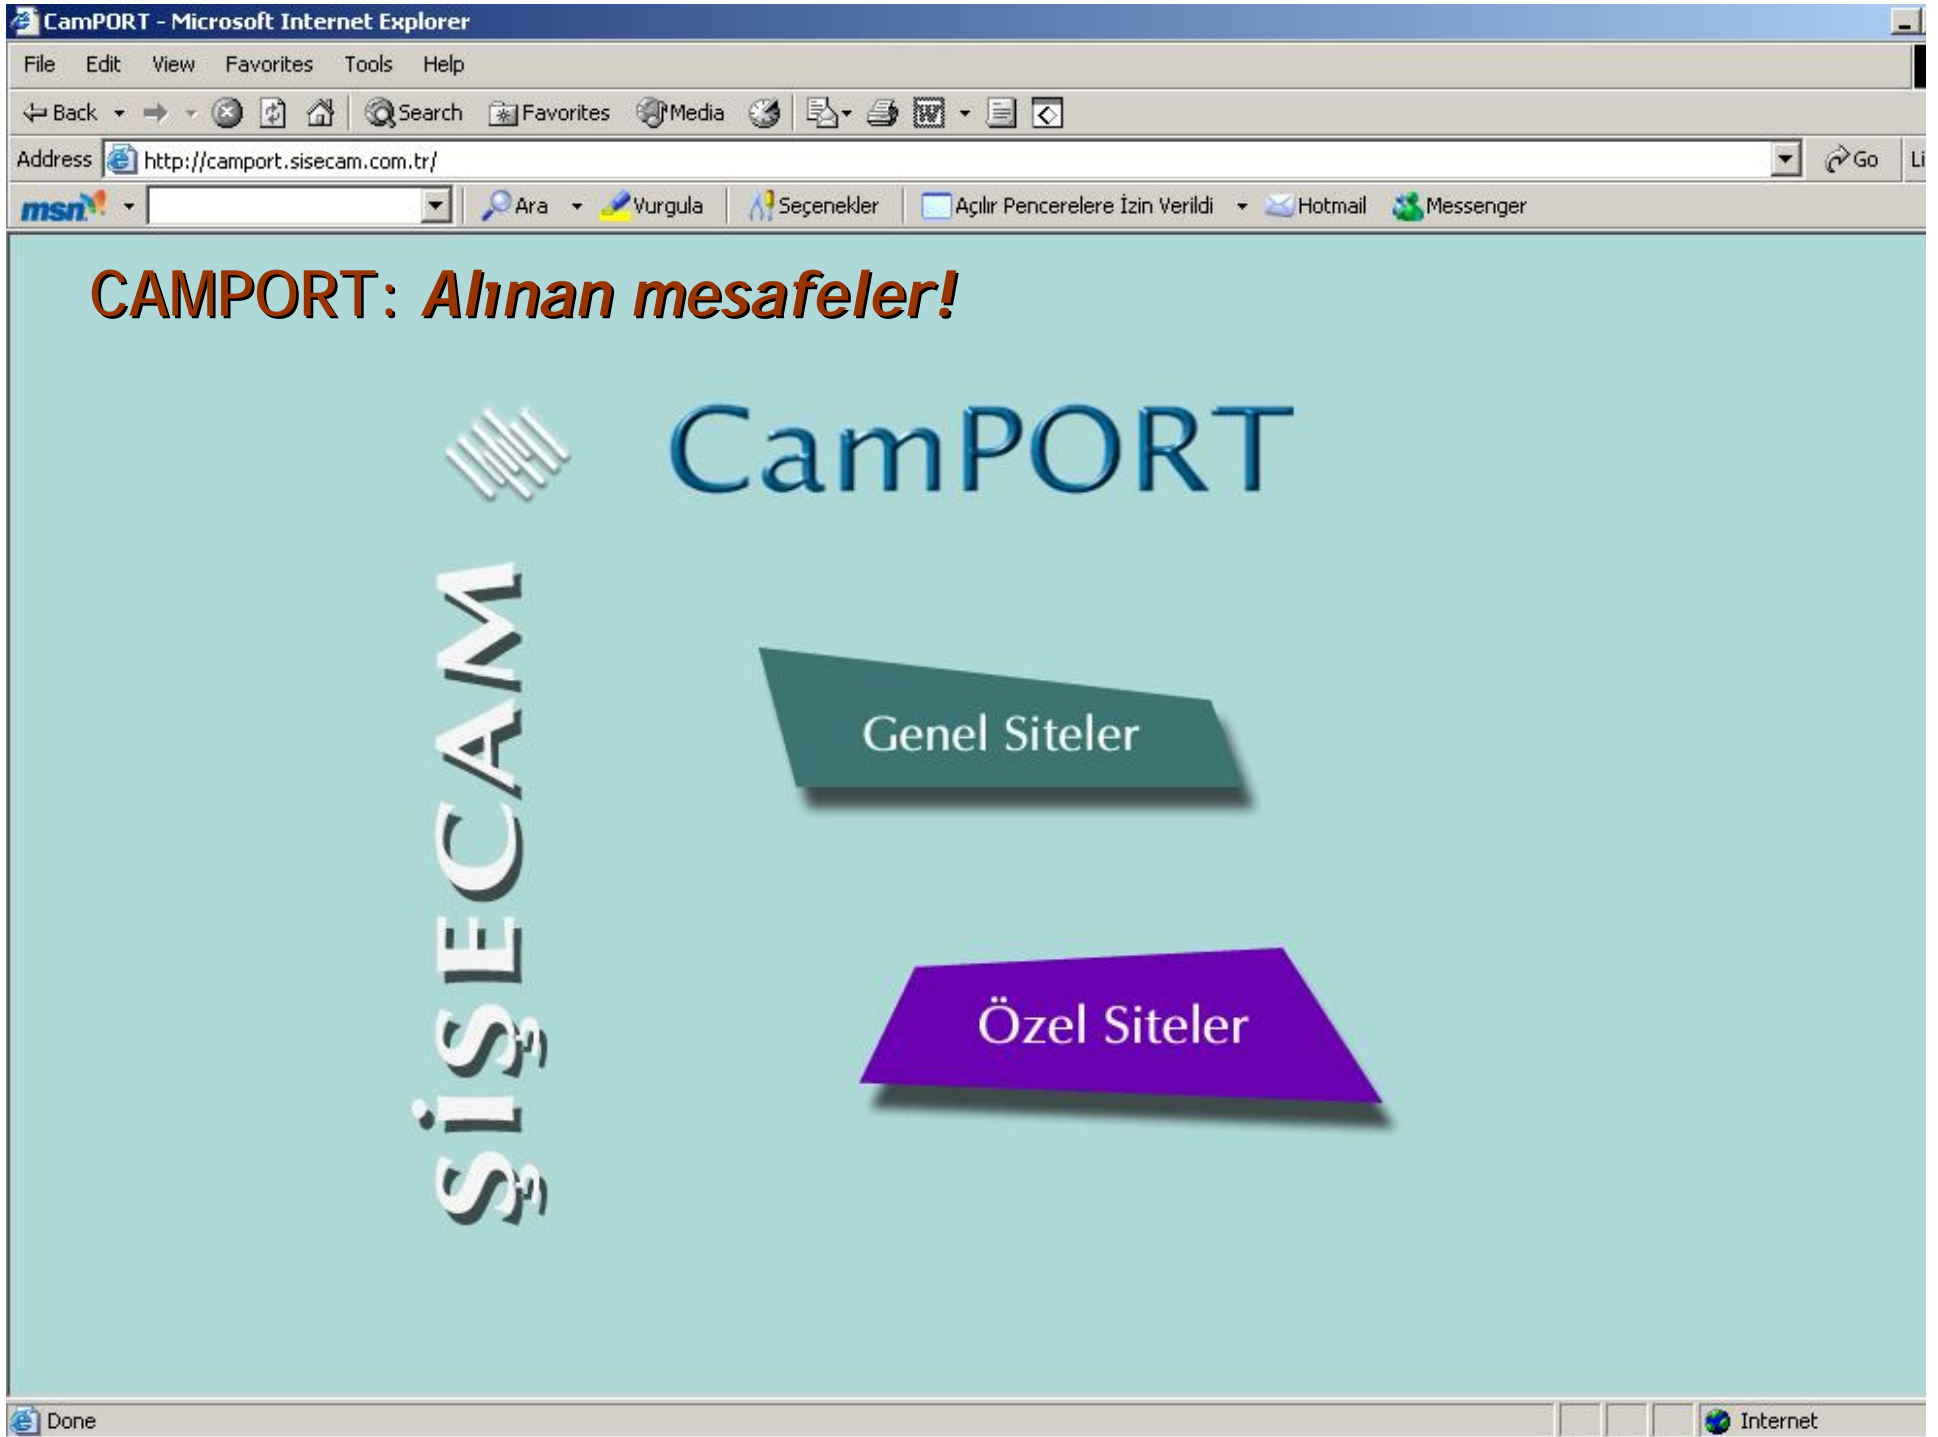 CamPORT - Microsoft Internet Explorer
File Edit View Favorites Tools Help
Back Search Favorites Media
Address http://camport.sisecam.com.tr/ Go Li
msn Ara Vurgula Seçenekler Açılır Pencerelere İzin Verildi Hotmail Messenger
CAMPORT: Alınan mesafeler!
CamPORT
ŞİŞECAM
Genel Siteler
Özel Siteler
Done Internet